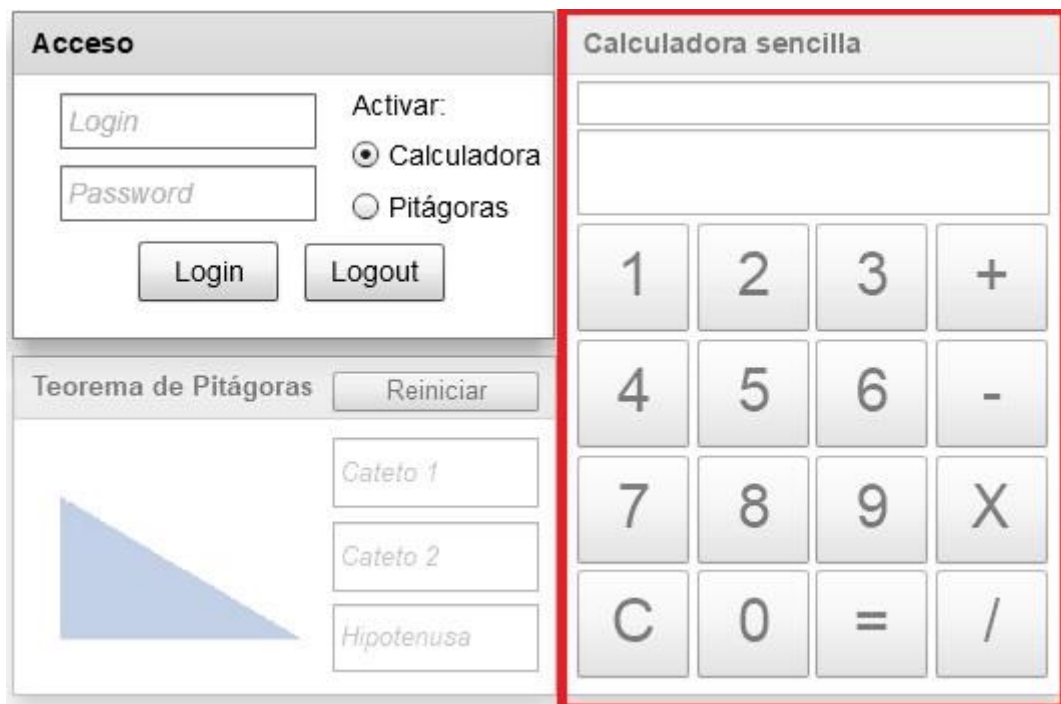 Acceso
Login
Password
Activar:
Calculadora
Pitágoras
Login Logout
Teorema de Pitágoras Reiniciar
Cateto 1
Cateto 2
Hipotenusa
Calculadora sencilla
1 2 3 +
4 5 6 -
7 8 9 X
C 0 = /